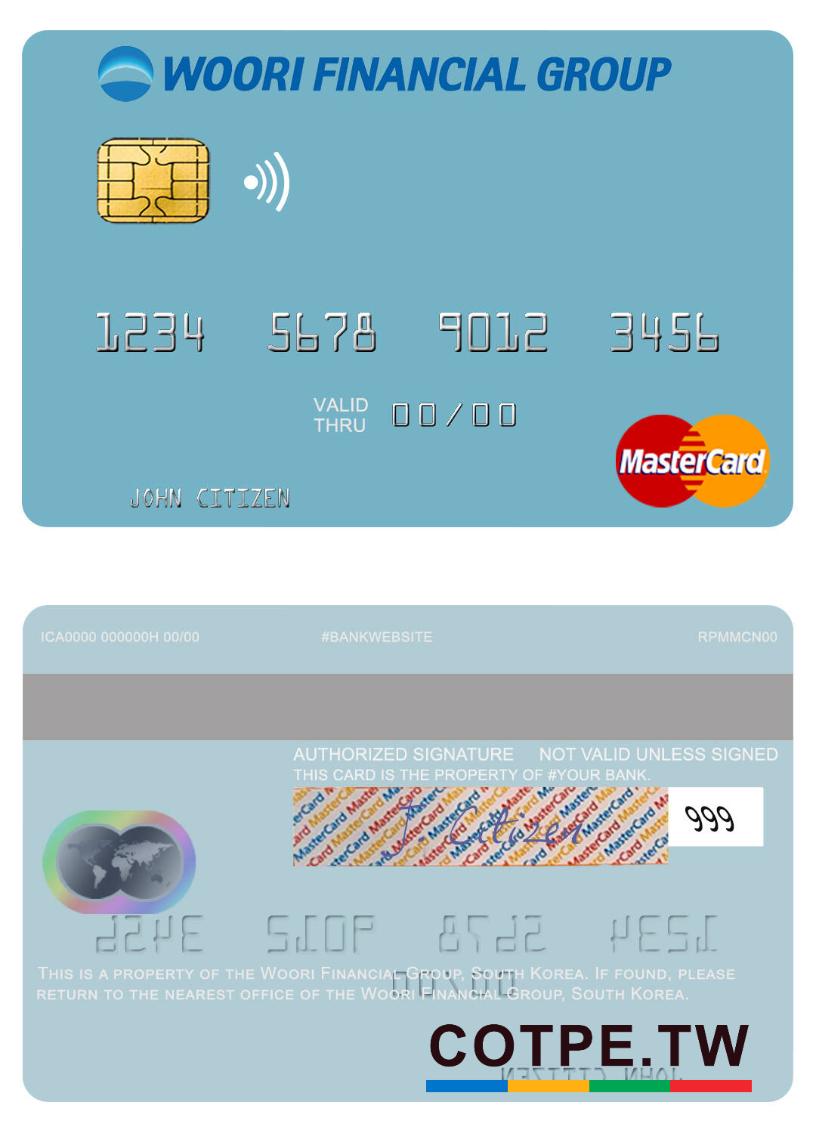 WOORI FINANCIAL GROUP
1234 5678 9012 3456
VALID
THRU 00/00
MasterCard
JOHN CITIZEN
ICA0000 000000H 00/00 #BANKWEBSITE RPMMCN00
AUTHORIZED SIGNATURE NOT VALID UNLESS SIGNED
THIS CARD IS THE PROPERTY OF #YOUR BANK.
J Citizen 999
THIS IS A PROPERTY OF THE WOORI FINANCIAL GROUP, SOUTH KOREA. IF FOUND, PLEASE
RETURN TO THE NEAREST OFFICE OF THE WOORI FINANCIAL GROUP, SOUTH KOREA.
COTPE.TW